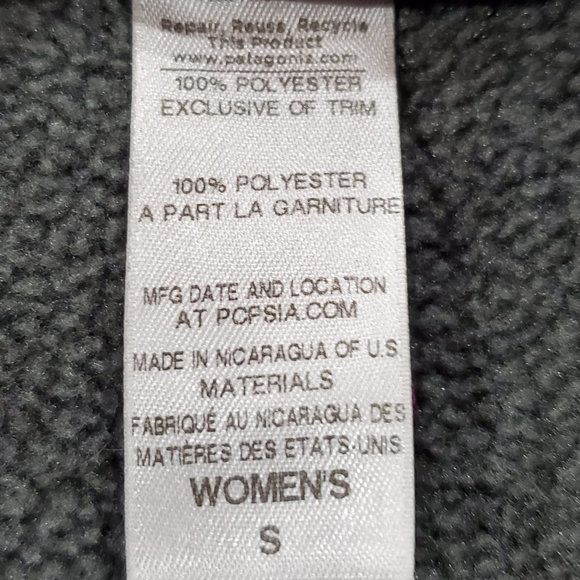 Repair, Reuse, Recycle
This Product
www.patagonia.com
100% POLYESTER
EXCLUSIVE OF TRIM
100% POLYESTER
A PART LA GARNITURE
MFG DATE AND LOCATION
AT PCPSIA.COM
MADE IN NICARAGUA OF U.S.
MATERIALS
FABRIQUÉ AU NICARAGUA DES
MATIÈRES DES ETATS-UNIS
WOMEN'S
S